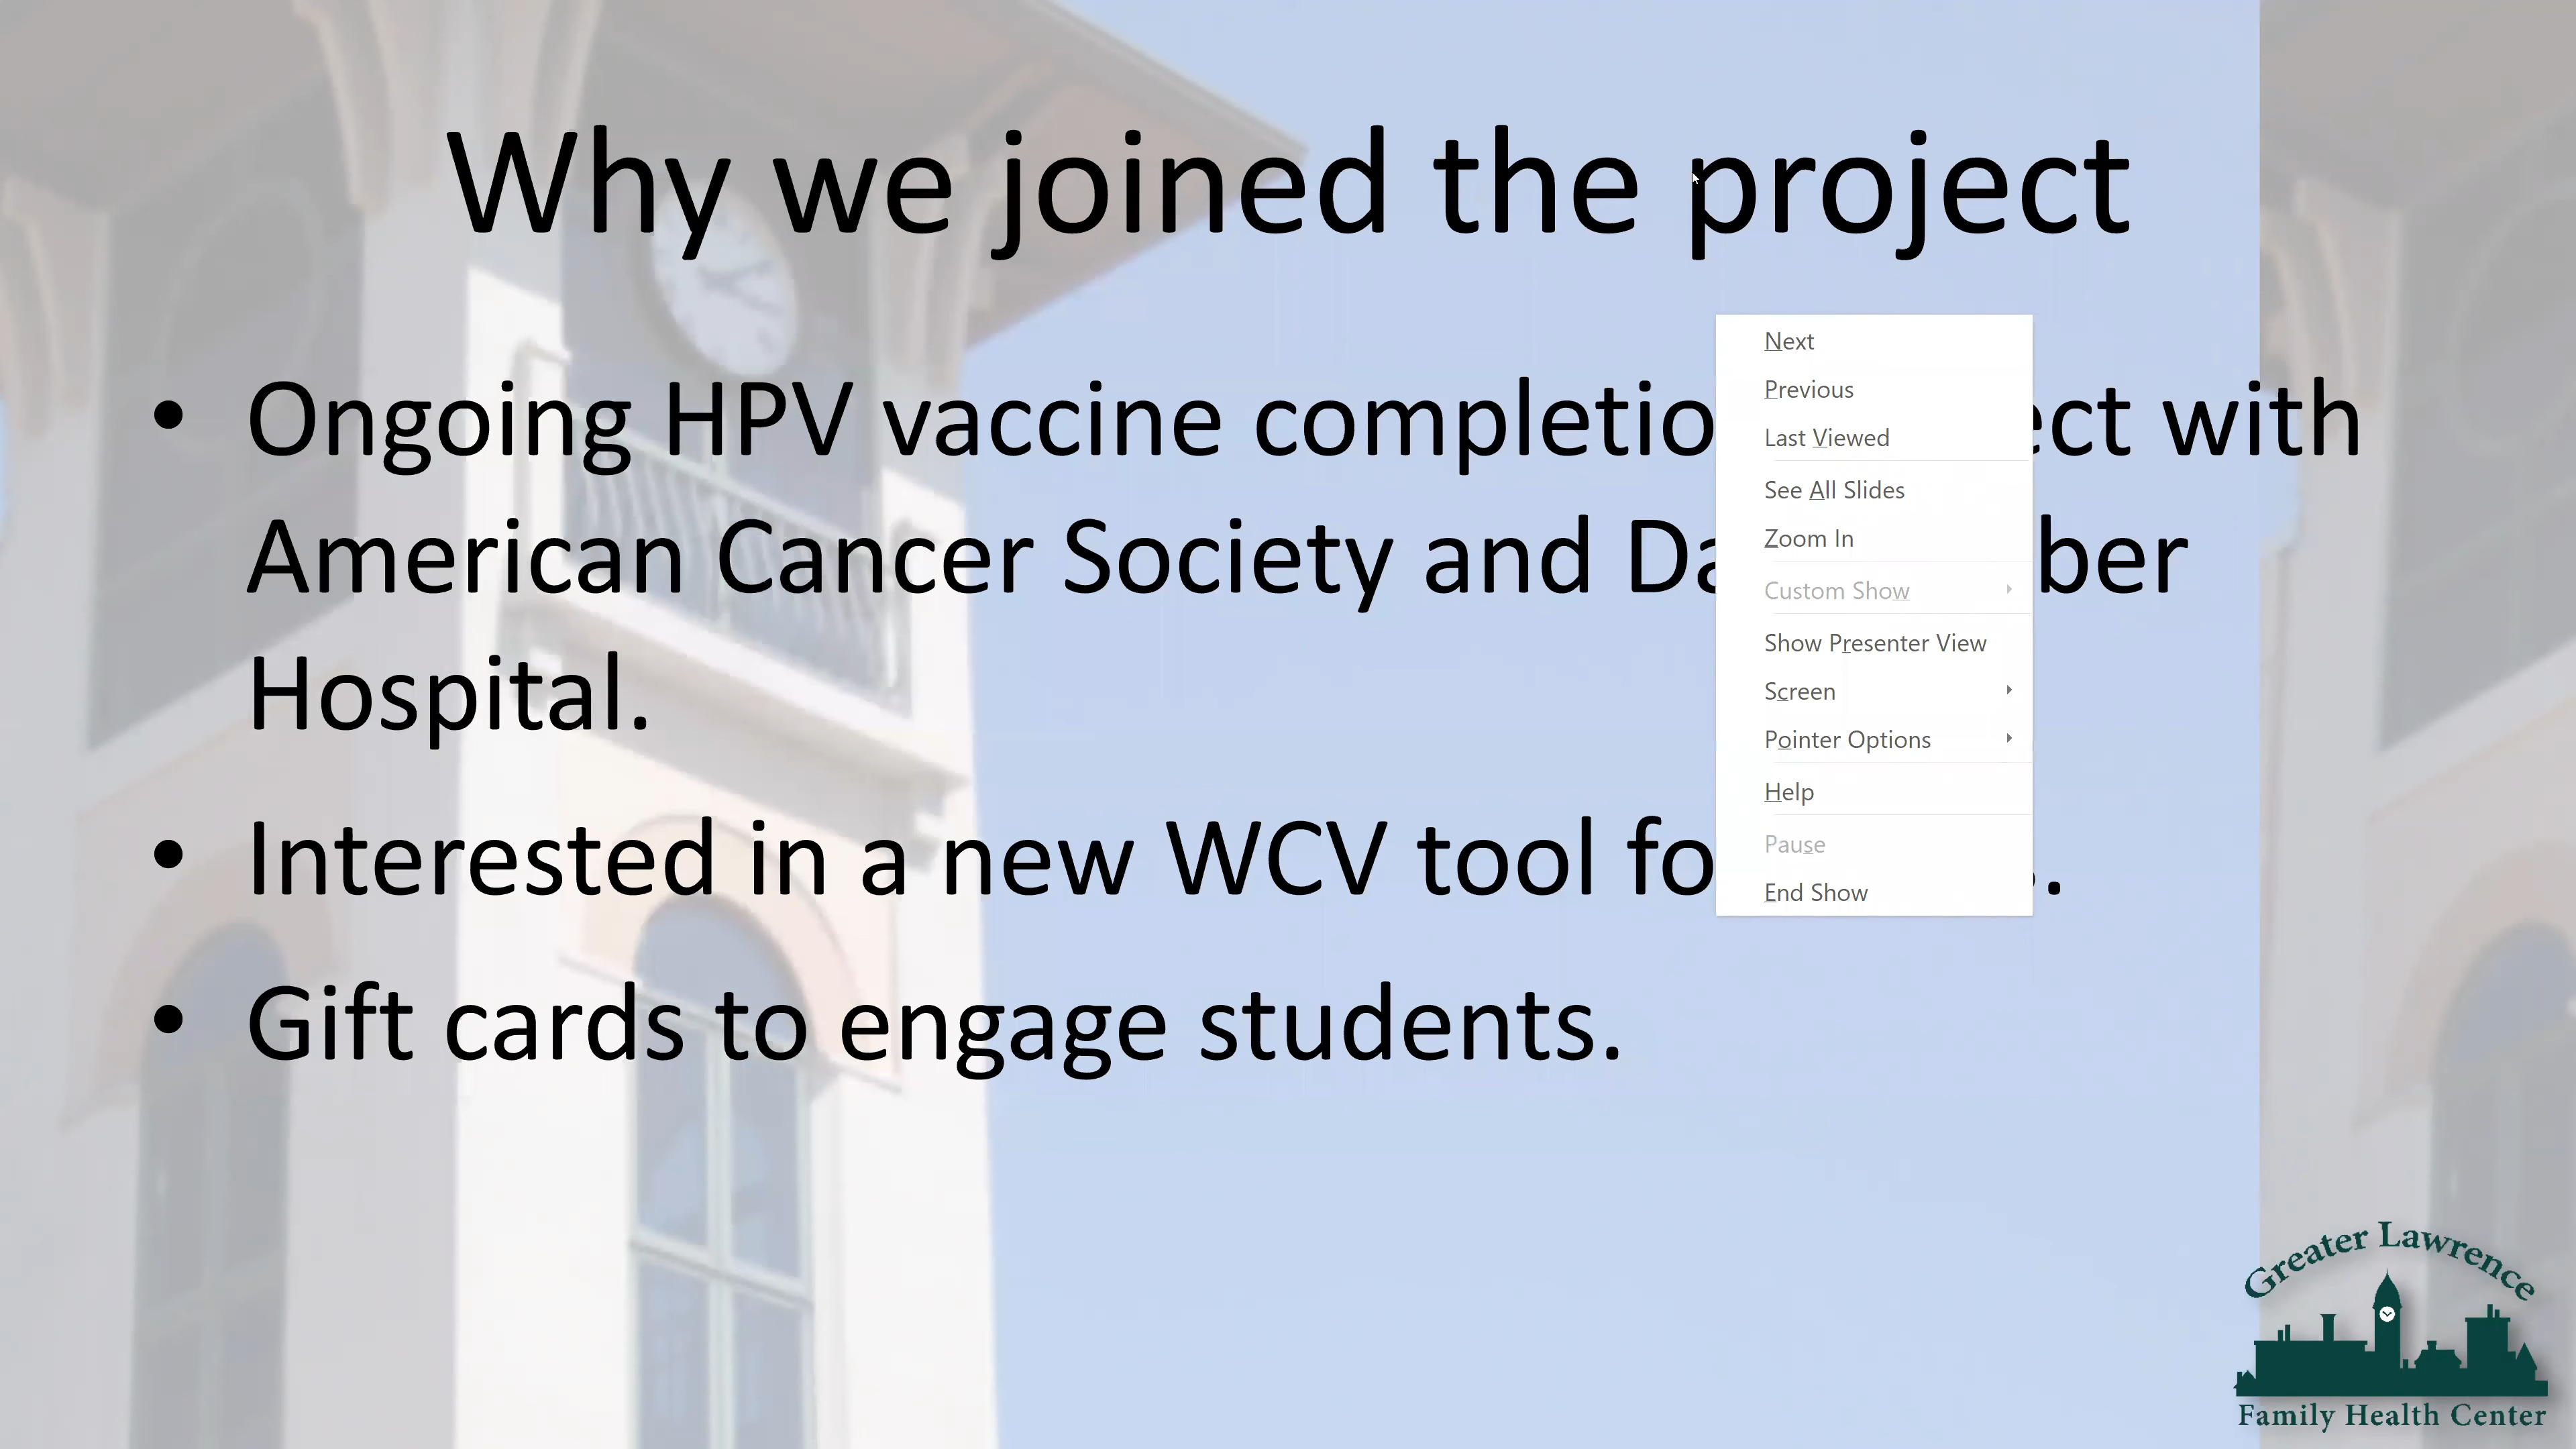 Why we joined the project
• Ongoing HPV vaccine completio ect with
American Cancer Society and Da ber
Hospital.
• Interested in a new WCV tool fo .
• Gift cards to engage students.
Next
Previous
Last Viewed
See All Slides
Zoom In
Custom Show
Show Presenter View
Screen
Pointer Options
Help
Pause
End Show
Greater Lawrence
Family Health Center